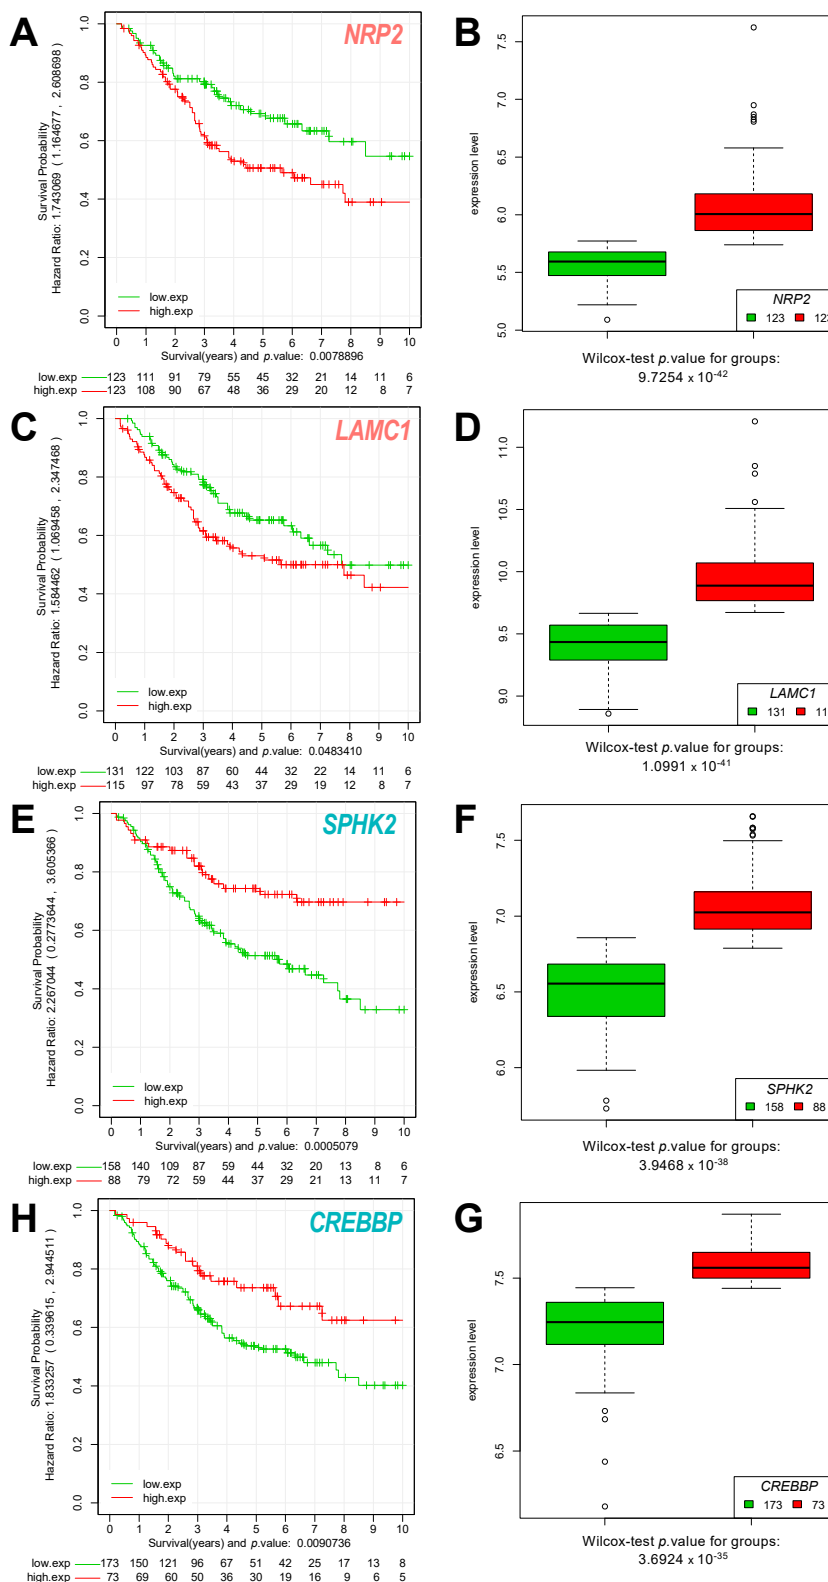 A
NRP2
Survival Probability
Hazard Ratio: 1.743069 ( 1.164677 , 2.608698 )
1.0
0.8
0.6
0.4
0.2
0.0
low.exp
high.exp
0 1 2 3 4 5 6 7 8 9 10
Survival(years) and p.value: 0.0078896
low.exp 123 111 91 79 55 45 32 21 14 11 6
high.exp 123 108 90 67 48 36 29 20 12 8 7
B
expression level
7.5
7.0
6.5
6.0
5.5
5.0
NRP2
123 123
Wilcox-test p.value for groups:
9.7254 x 10-42
C
LAMC1
Survival Probability
Hazard Ratio: 1.584462 ( 1.069458 , 2.347468 )
1.0
0.8
0.6
0.4
0.2
0.0
low.exp
high.exp
0 1 2 3 4 5 6 7 8 9 10
Survival(years) and p.value: 0.0483410
low.exp 131 122 103 87 60 44 32 22 14 11 6
high.exp 115 97 78 59 43 37 29 19 12 8 7
D
expression level
11.0
10.5
10.0
9.5
9.0
LAMC1
131 11
Wilcox-test p.value for groups:
1.0991 x 10-41
E
SPHK2
Survival Probability
Hazard Ratio: 2.267044 ( 0.2773644 , 3.605366 )
1.0
0.8
0.6
0.4
0.2
0.0
low.exp
high.exp
0 1 2 3 4 5 6 7 8 9 10
Survival(years) and p.value: 0.0005079
low.exp 158 140 109 87 59 44 32 20 13 8 6
high.exp 88 79 72 59 44 37 29 21 13 11 7
F
expression level
7.5
7.0
6.5
6.0
SPHK2
158 88
Wilcox-test p.value for groups:
3.9468 x 10-38
H
CREBBP
Survival Probability
Hazard Ratio: 1.833257 ( 0.339615 , 2.944511 )
1.0
0.8
0.6
0.4
0.2
0.0
low.exp
high.exp
0 1 2 3 4 5 6 7 8 9 10
Survival(years) and p.value: 0.0090736
low.exp 173 150 121 96 67 51 42 25 17 13 8
high.exp 73 69 60 50 36 30 19 16 9 6 5
G
expression level
7.5
7.0
6.5
CREBBP
173 73
Wilcox-test p.value for groups:
3.6924 x 10-35